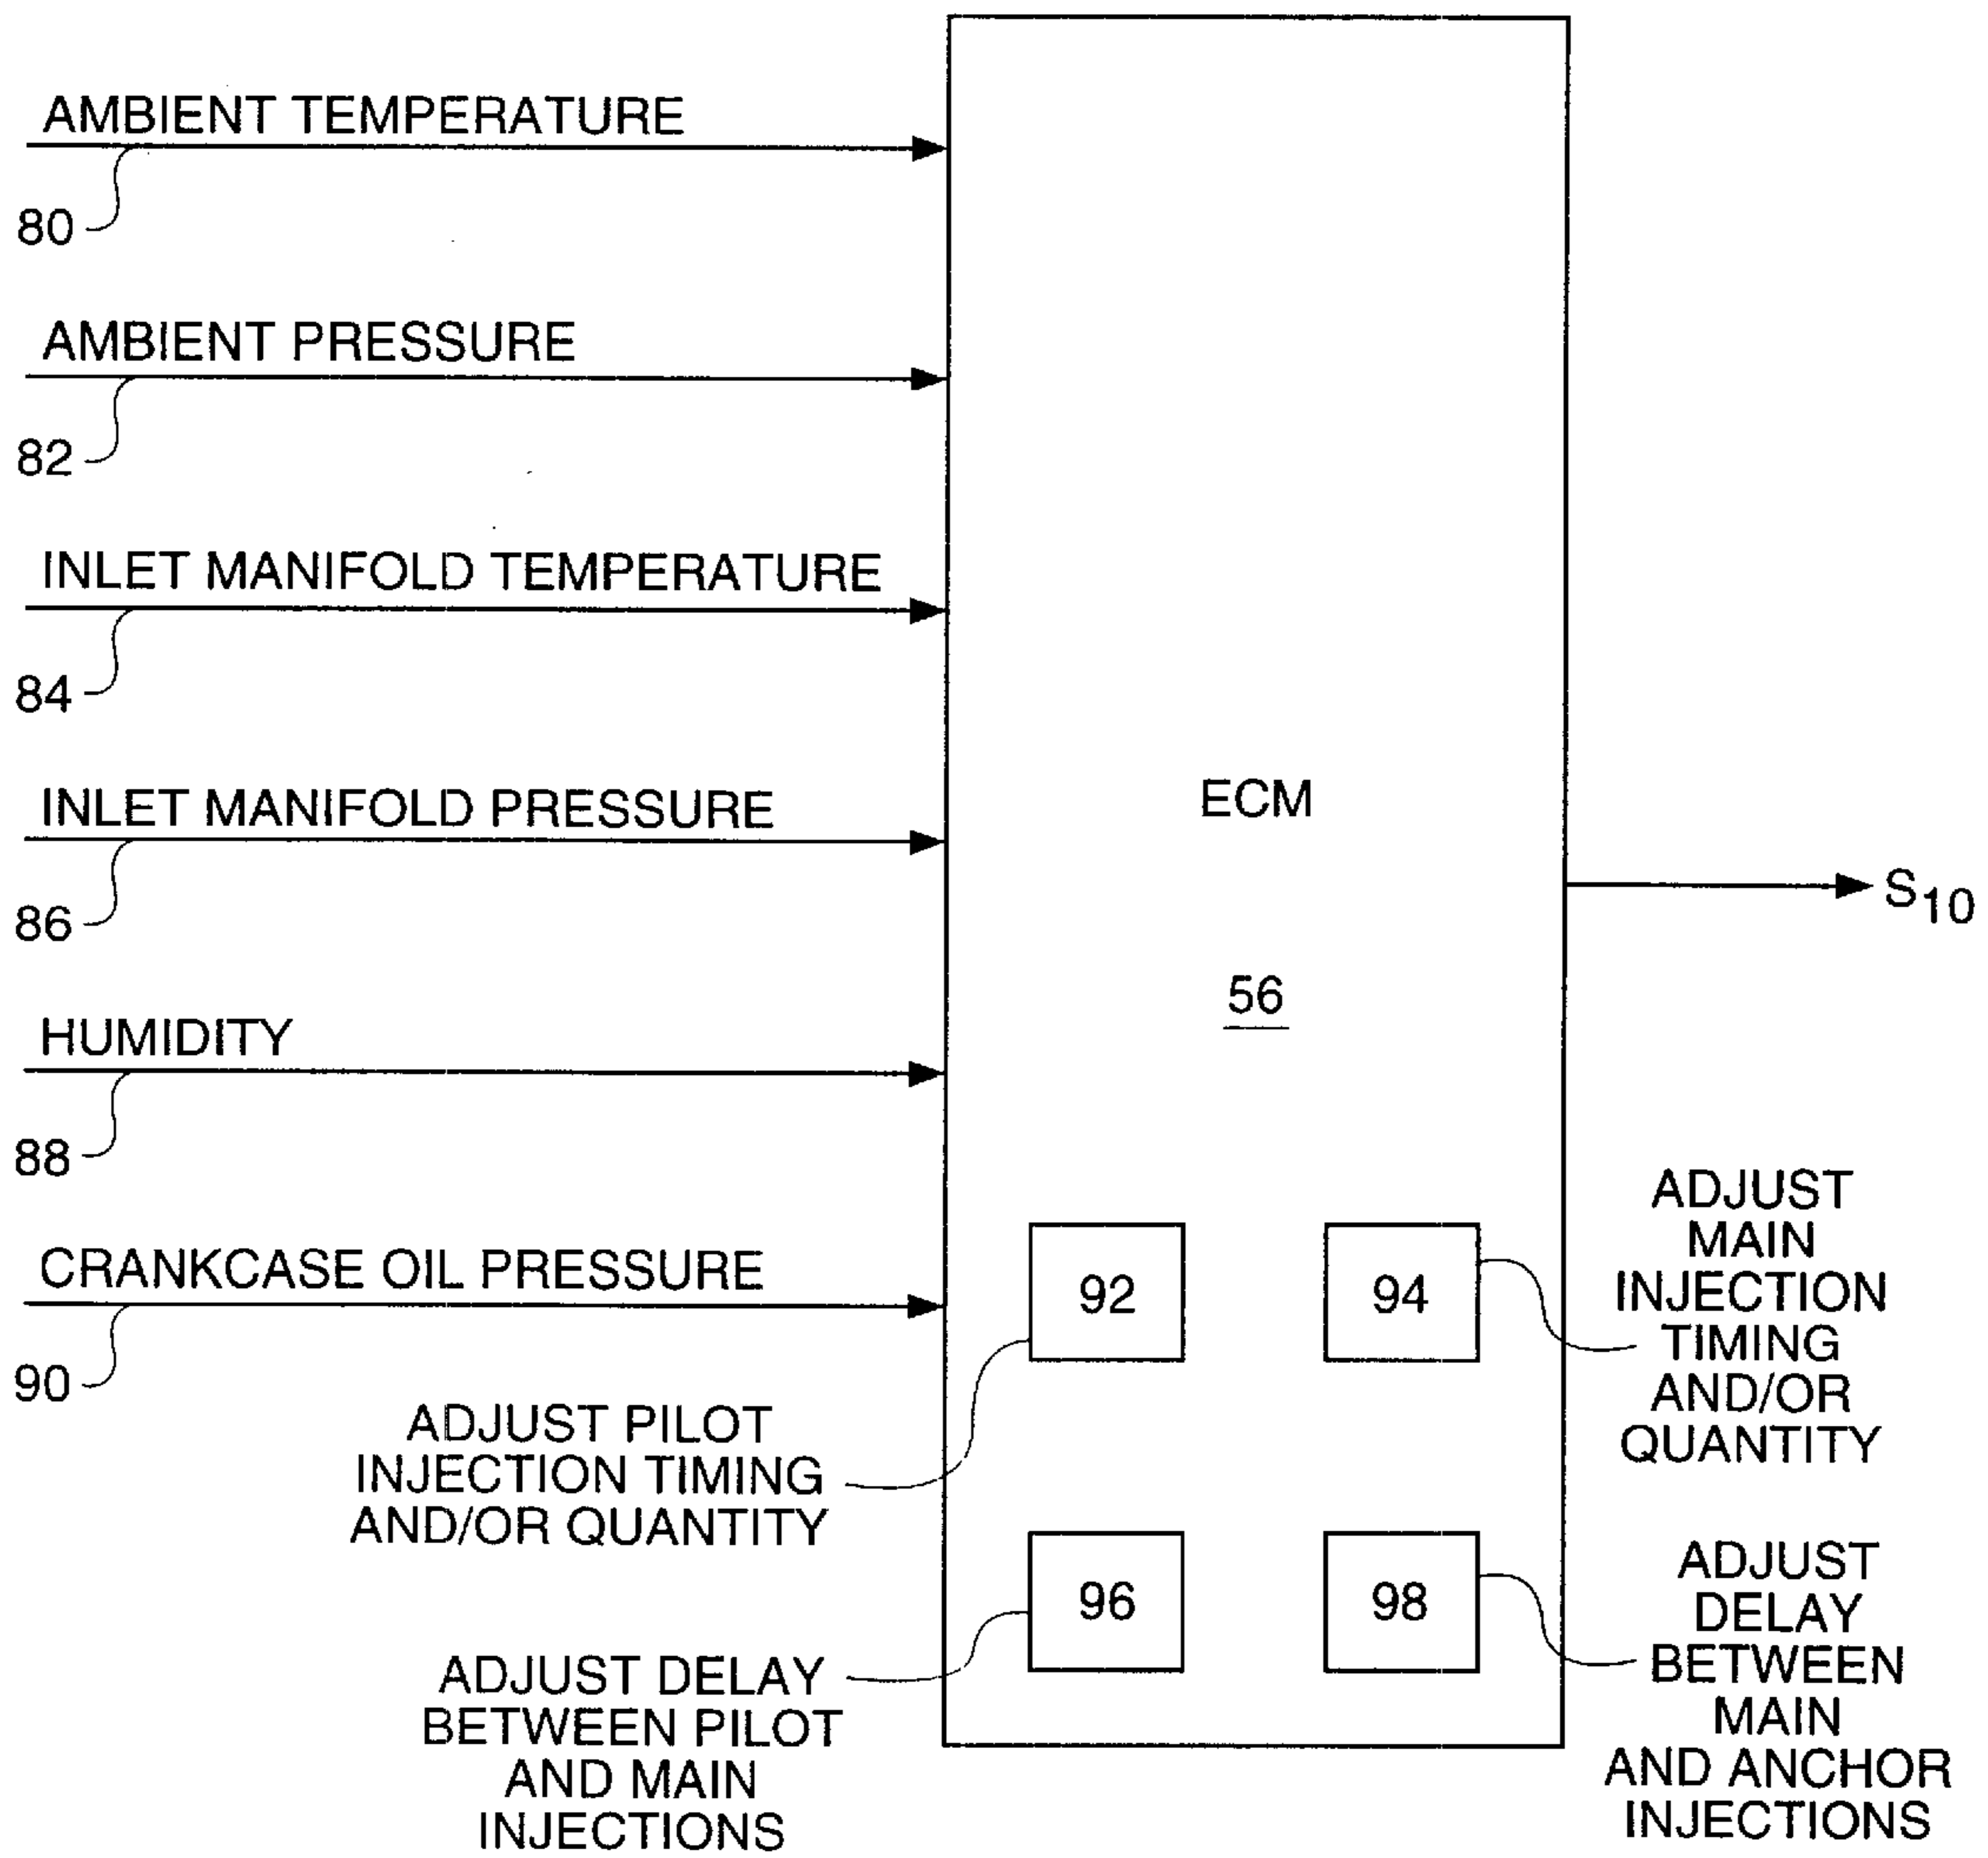 AMBIENT TEMPERATURE
80
AMBIENT PRESSURE
82
INLET MANIFOLD TEMPERATURE
84
INLET MANIFOLD PRESSURE
86
HUMIDITY
88
CRANKCASE OIL PRESSURE
90
ECM
56
S10
92
94
96
98
ADJUST PILOT
INJECTION TIMING
AND/OR QUANTITY
ADJUST DELAY
BETWEEN PILOT
AND MAIN
INJECTIONS
ADJUST
MAIN
INJECTION
TIMING
AND/OR
QUANTITY
ADJUST
DELAY
BETWEEN
MAIN
AND ANCHOR
INJECTIONS